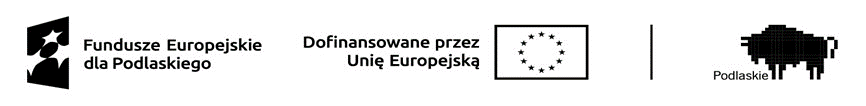 Fundusze Europejskie
dla Podlaskiego
Dofinansowane przez
Unię Europejską
Podlaskie